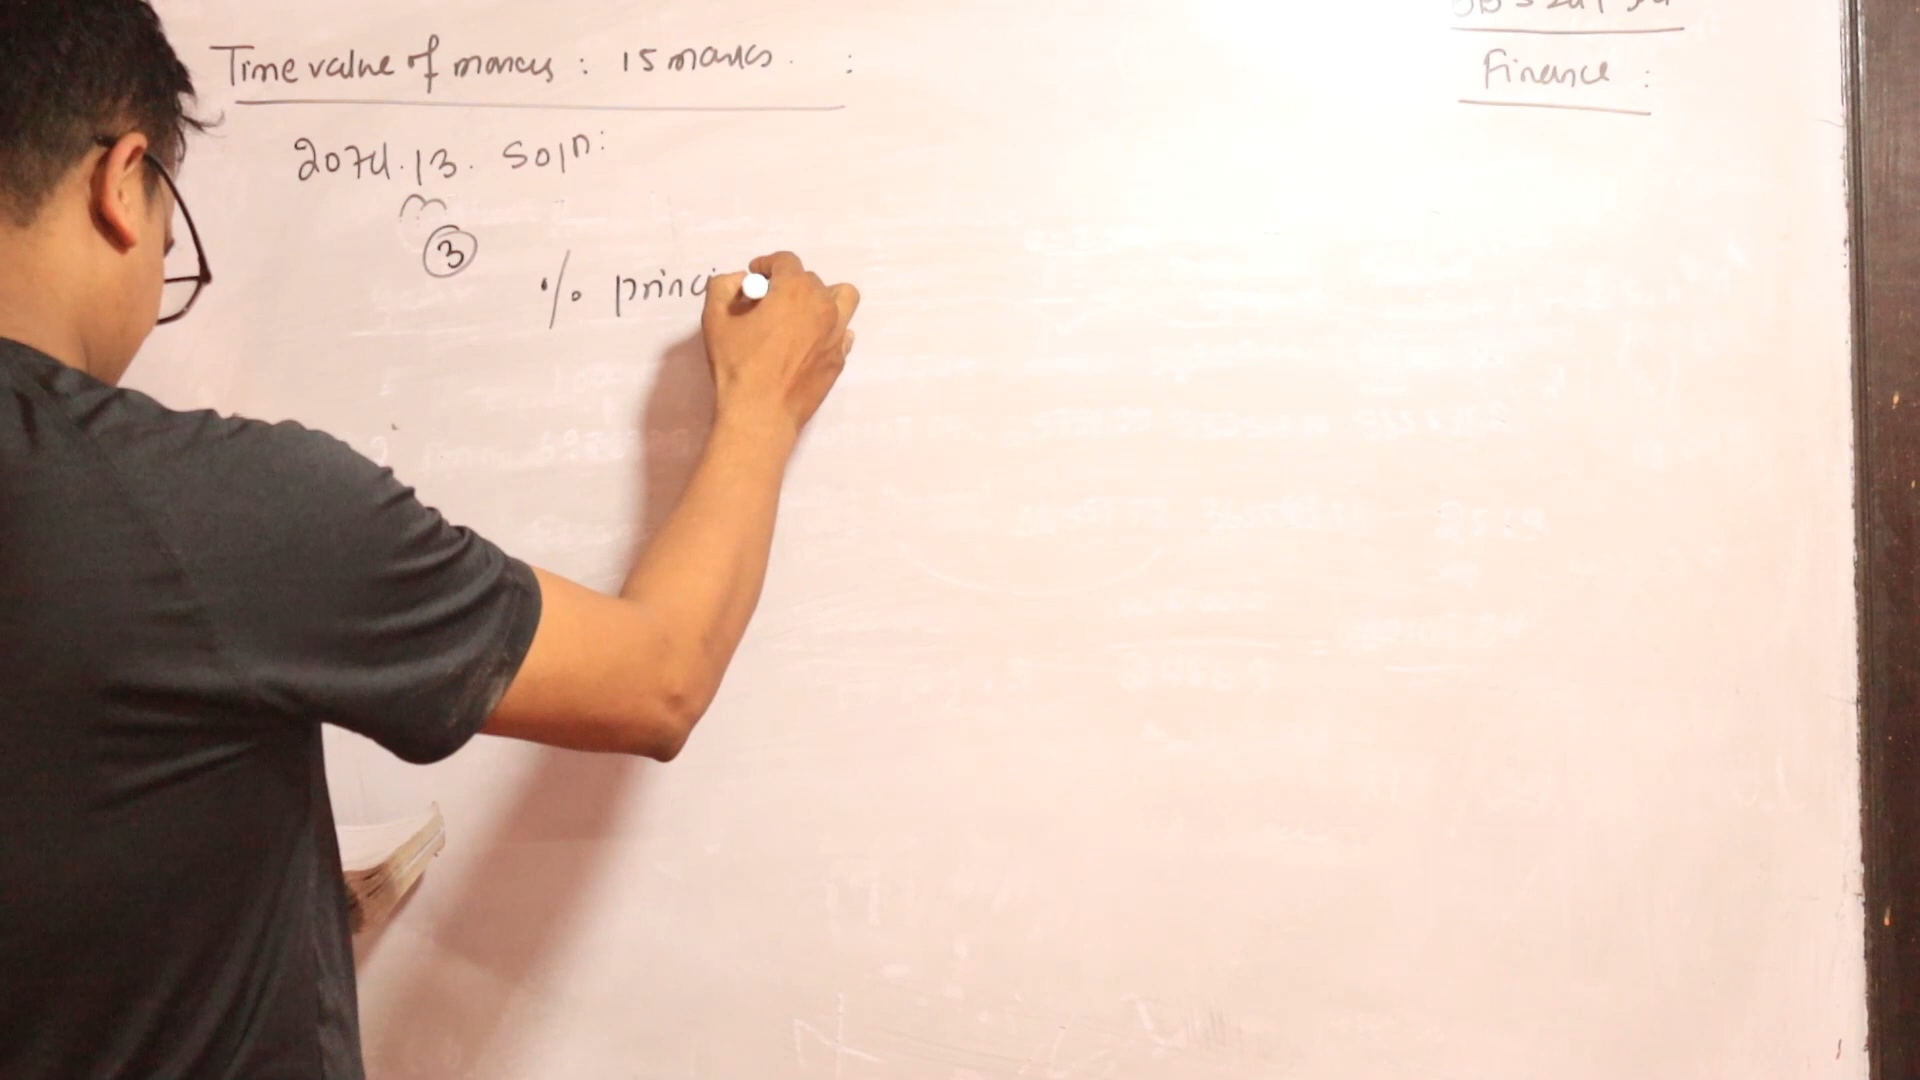 Time value of money : 15 marks . :
Finance :
2074.13. Soln:
3
% princi